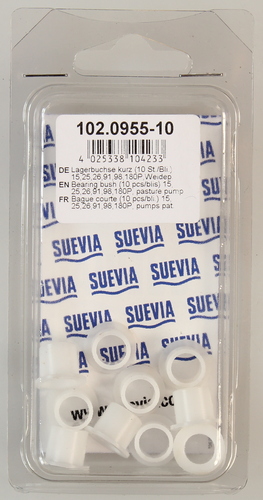 102.0955-10
4 025338 104233
DE Lagerbuchse kurz (10 St./Bli.)
15,25,26,91,98,180P, Weidep
EN Bearing bush (10 pcs/blis) 15,
25,26,91,98,180P, pasture pump
FR Bague courte (10 pcs/bli.) 15,
25,26,91,98,180P, pumps pat.
SUEVIA SUEVIA SUEVIA
SUEVIA SUEVIA
SUEVIA SUEVIA
www. .co